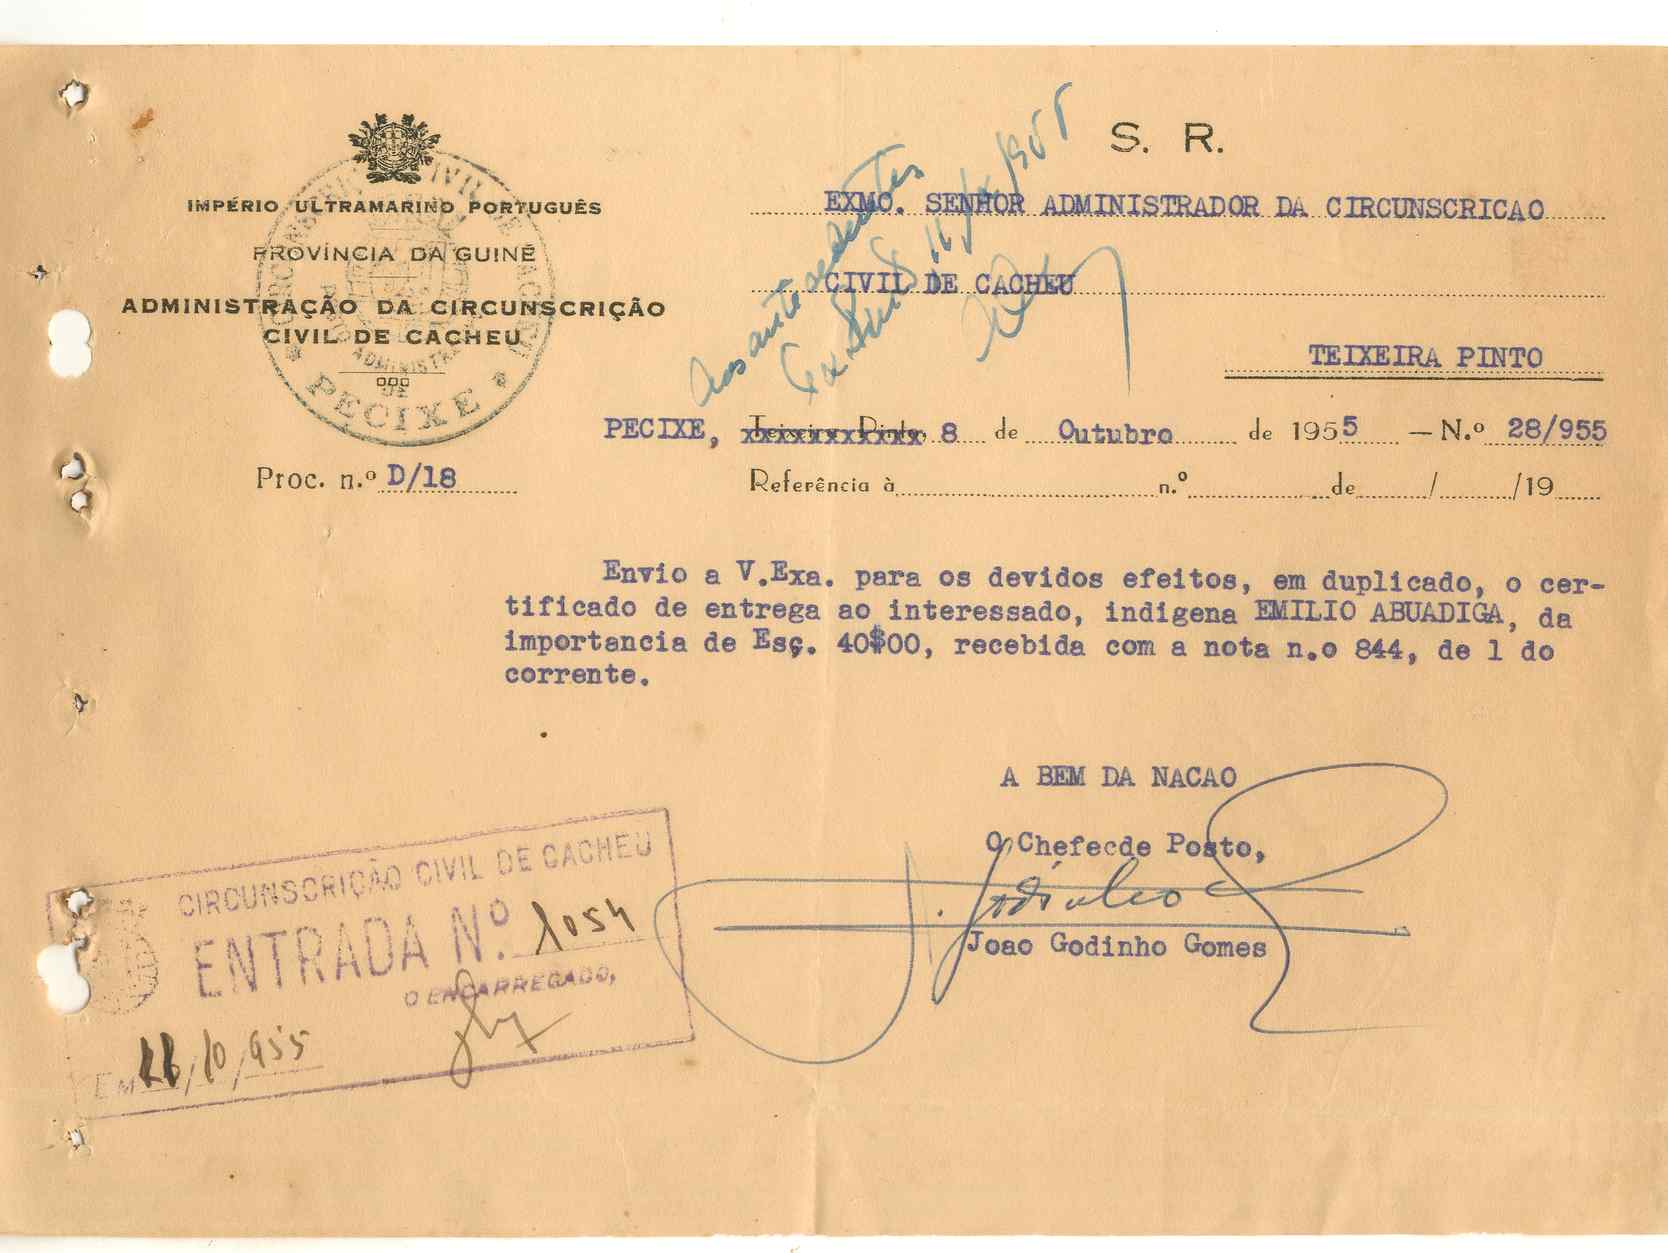 S. R.
IMPÉRIO ULTRAMARINO PORTUGUÊS
PROVÍNCIA DA GUINÉ
ADMINISTRAÇÃO DA CIRCUNSCRIÇÃO
CIVIL DE CACHEU
PECIXE
EXMO. SENHOR ADMINISTRADOR DA CIRCUNSCRICAO
CIVIL DE CACHEU
TEIXEIRA PINTO
Aos antecedentes
PECIXE, Teixeira Pinto, 8 de Outubro de 1955 — N.º 28/955
Proc. n.º D/18
Referência à n.º de / /19
Envio a V.Exa. para os devidos efeitos, em duplicado, o cer-
tificado de entrega ao interessado, indigena EMILIO ABUADIGA, da
importancia de Esç. 40$00, recebida com a nota n.o 844, de 1 do
corrente.
A BEM DA NACAO
O Chefecde Posto,
J. Godinho
Joao Godinho Gomes
CIRCUNSCRIÇÃO CIVIL DE CACHEU
ENTRADA N.º 1054
O ENCARREGADO,
EM /10/955